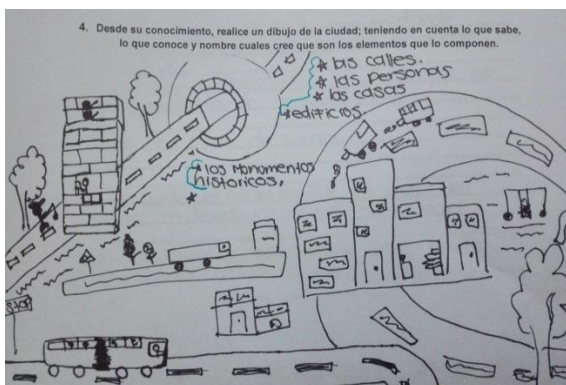 4. Desde su conocimiento, realice un dibujo de la ciudad; teniendo en cuenta lo que sabe,
lo que conoce y nombre cuales cree que son los elementos que lo componen.
* las calles.
* las personas
* las casas
* edificios.
* los Monumentos
historicos.
*
STOP